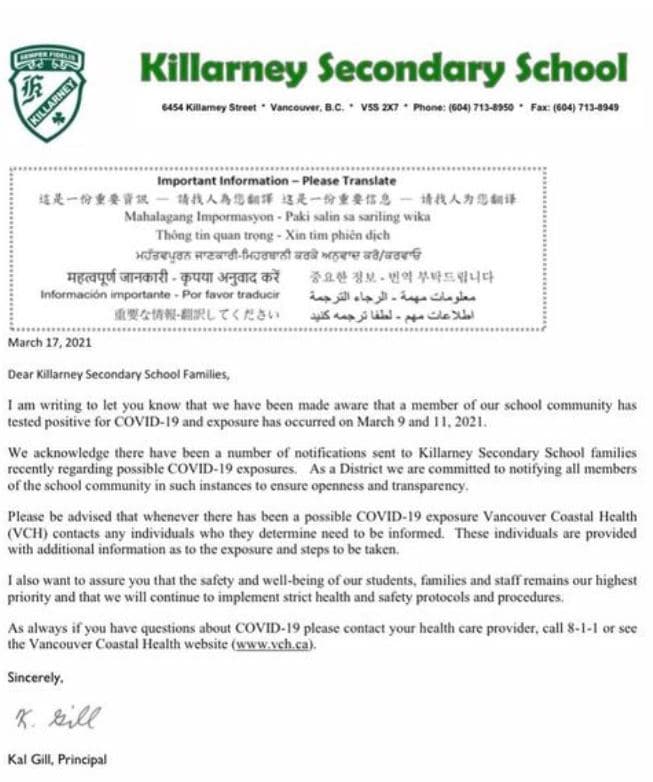 SEMPER FIDELIS
KILLARNEY
Killarney Secondary School
6454 Killarney Street * Vancouver, B.C. * V5S 2X7 * Phone: (604) 713-8950 * Fax: (604) 713-8949
Important Information – Please Translate
這是一份重要資訊 — 請找人為您翻譯 这是一份重要信息 — 请找人为您翻译
Mahalagang Impormasyon - Paki salin sa sariling wika
Thông tin quan trọng - Xin tìm phiên dịch
ਮਹੱਤਵਪੂਰਨ ਜਾਣਕਾਰੀ-ਮਿਹਰਬਾਨੀ ਕਰਕੇ ਅਨੁਵਾਦ ਕਰੋ/ਕਰਵਾਓ
महत्वपूर्ण जानकारी - कृपया अनुवाद करें 중요한 정보 - 번역 부탁드립니다
Información importante - Por favor traducir معلومات مهمة - الرجاء الترجمة
重要な情報-翻訳してください اطلاعات مهم - لطفا ترجمه کنید
March 17, 2021
Dear Killarney Secondary School Families,
I am writing to let you know that we have been made aware that a member of our school community has
tested positive for COVID-19 and exposure has occurred on March 9 and 11, 2021.
We acknowledge there have been a number of notifications sent to Killarney Secondary School families
recently regarding possible COVID-19 exposures. As a District we are committed to notifying all members
of the school community in such instances to ensure openness and transparency.
Please be advised that whenever there has been a possible COVID-19 exposure Vancouver Coastal Health
(VCH) contacts any individuals who they determine need to be informed. These individuals are provided
with additional information as to the exposure and steps to be taken.
I also want to assure you that the safety and well-being of our students, families and staff remains our highest
priority and that we will continue to implement strict health and safety protocols and procedures.
As always if you have questions about COVID-19 please contact your health care provider, call 8-1-1 or see
the Vancouver Coastal Health website (www.vch.ca).
Sincerely,
K. Gill
Kal Gill, Principal